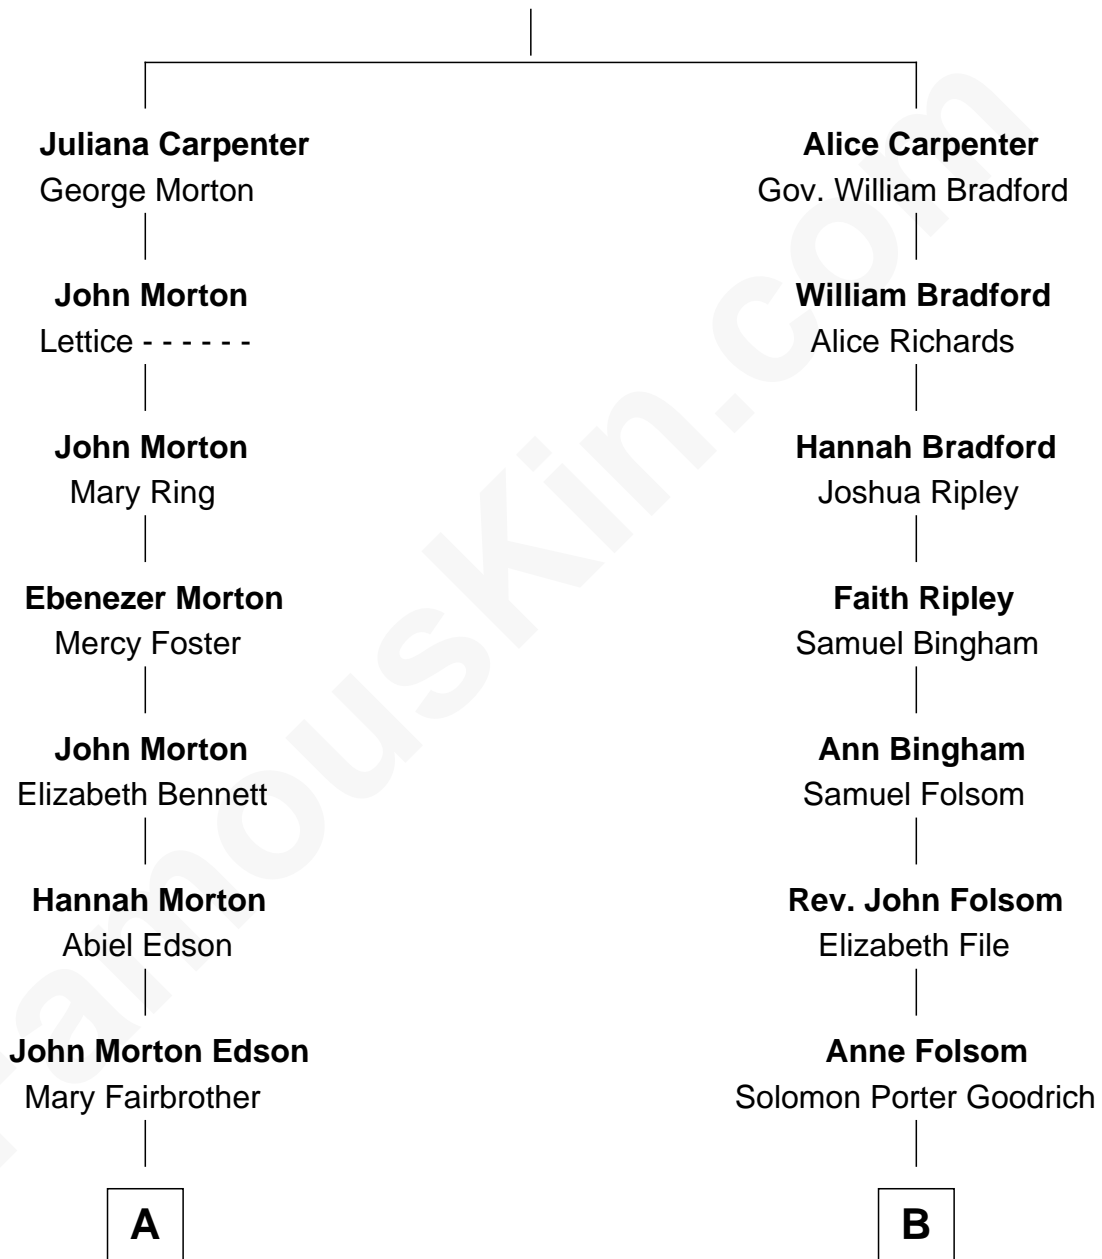 Juliana Carpenter
George Morton
John Morton
Lettice - - - - - -
John Morton
Mary Ring
Ebenezer Morton
Mercy Foster
John Morton
Elizabeth Bennett
Hannah Morton
Abiel Edson
John Morton Edson
Mary Fairbrother
A
Alice Carpenter
Gov. William Bradford
William Bradford
Alice Richards
Hannah Bradford
Joshua Ripley
Faith Ripley
Samuel Bingham
Ann Bingham
Samuel Folsom
Rev. John Folsom
Elizabeth File
Anne Folsom
Solomon Porter Goodrich
B
FamousKin.com